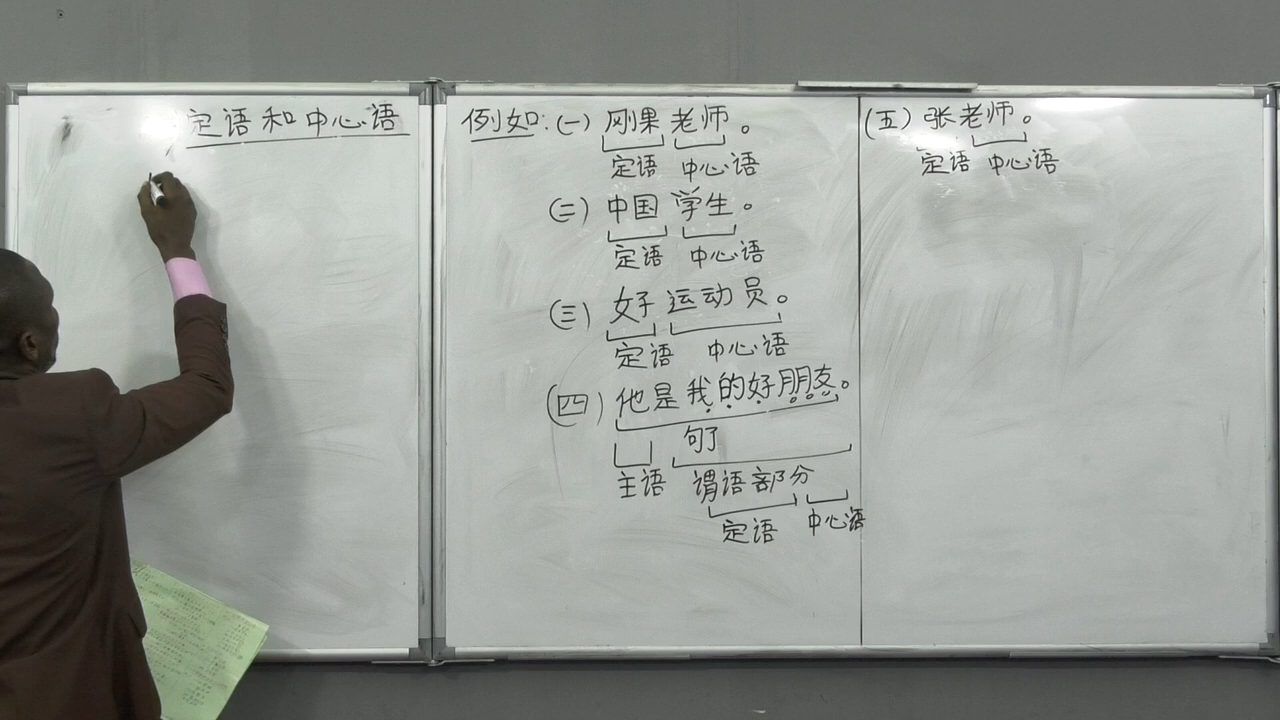 定语和中心语
例如:(一) 刚果 老师。
定语 中心语
(二) 中国 学生。
定语 中心语
(三) 好 运动员。
定语 中心语
(四) 他是我的好朋友。
句了
主语 谓语部分
定语 中心语
(五) 张老师。
定语 中心语